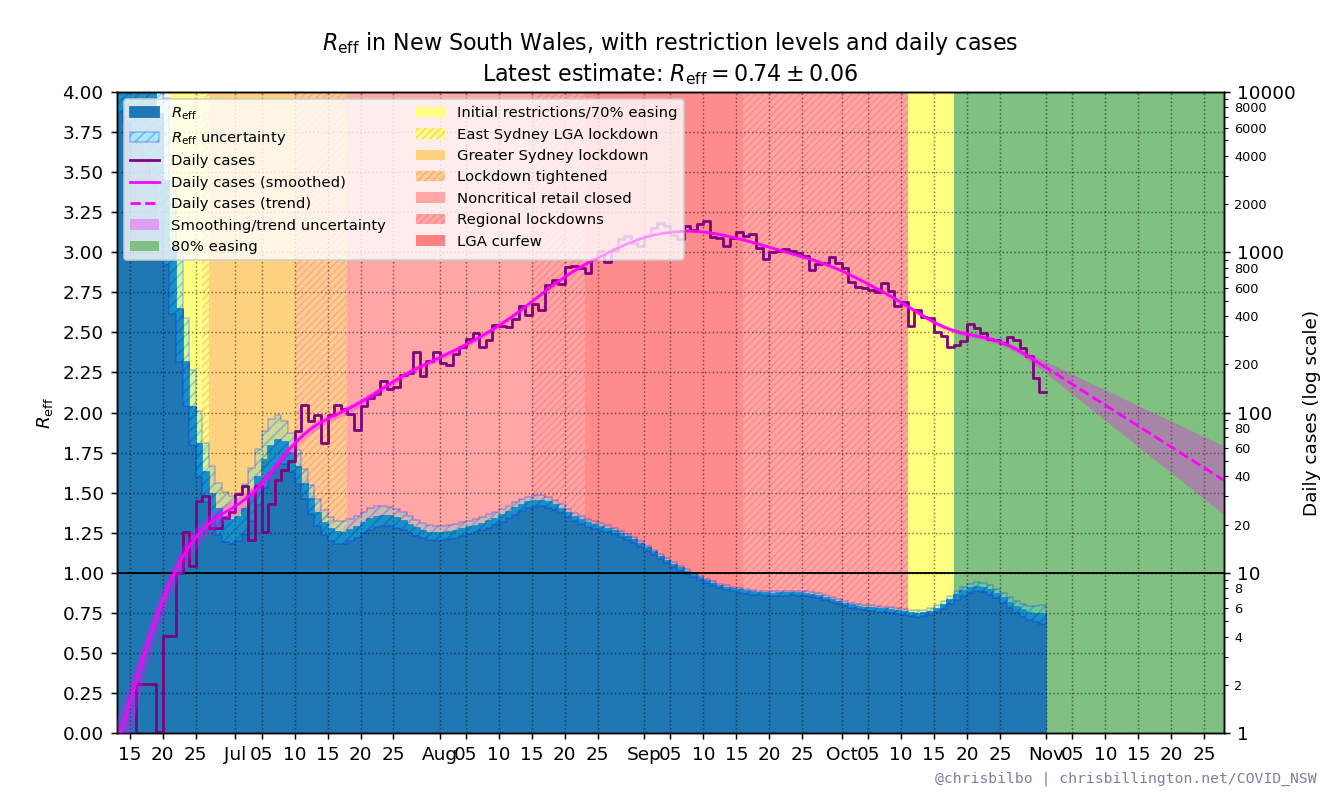 R_eff in New South Wales, with restriction levels and daily cases
Latest estimate: R_eff = 0.74 ± 0.06
R_eff
R_eff uncertainty
Daily cases
Daily cases (smoothed)
Daily cases (trend)
Smoothing/trend uncertainty
80% easing
Initial restrictions/70% easing
East Sydney LGA lockdown
Greater Sydney lockdown
Lockdown tightened
Noncritical retail closed
Regional lockdowns
LGA curfew
R_eff
4.00
3.75
3.50
3.25
3.00
2.75
2.50
2.25
2.00
1.75
1.50
1.25
1.00
0.75
0.50
0.25
0.00
10000
8000
6000
4000
2000
1000
800
600
400
200
100
80
60
40
20
10
8
6
4
2
1
Daily cases (log scale)
15 20 25 Jul 05 10 15 20 25 Aug 05 10 15 20 25 Sep 05 10 15 20 25 Oct 05 10 15 20 25 Nov 05 10 15 20 25
@chrisbilbo | chrisbillington.net/COVID_NSW